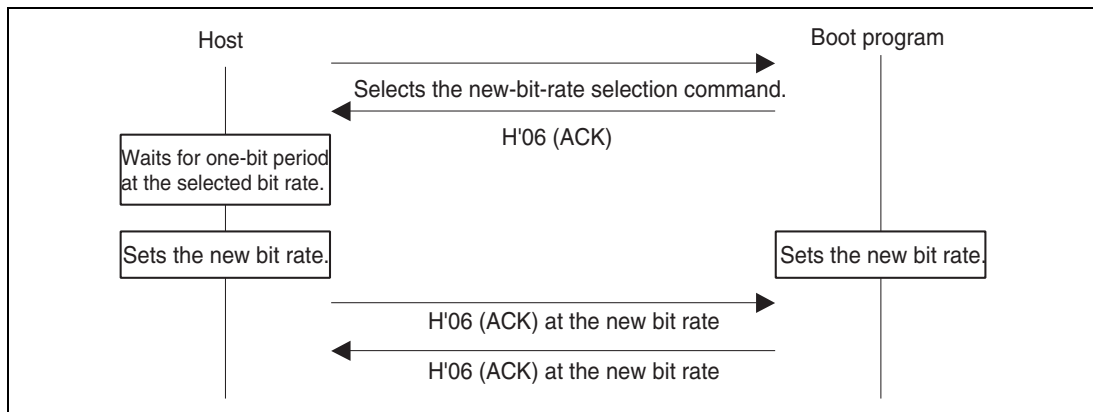 Host
Boot program
Selects the new-bit-rate selection command.
H'06 (ACK)
Waits for one-bit period
at the selected bit rate.
Sets the new bit rate.
Sets the new bit rate.
H'06 (ACK) at the new bit rate
H'06 (ACK) at the new bit rate